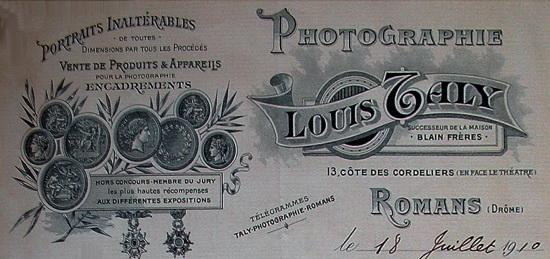 Portraits Inaltérables
- de toutes -
Dimensions par tous les Procédés
Vente de Produits & Appareils
pour la photographie
Encadrements
Hors concours - Membre du Jury
les plus hautes récompenses
aux différentes expositions
Photographie
Louis Taly
Successeur de la Maison
- Blain Frères -
13, Côte des Cordeliers (en face le théâtre)
Télégrammes
Taly-Photographie-Romans
Romans (Drôme)
le 18 Juillet 1910